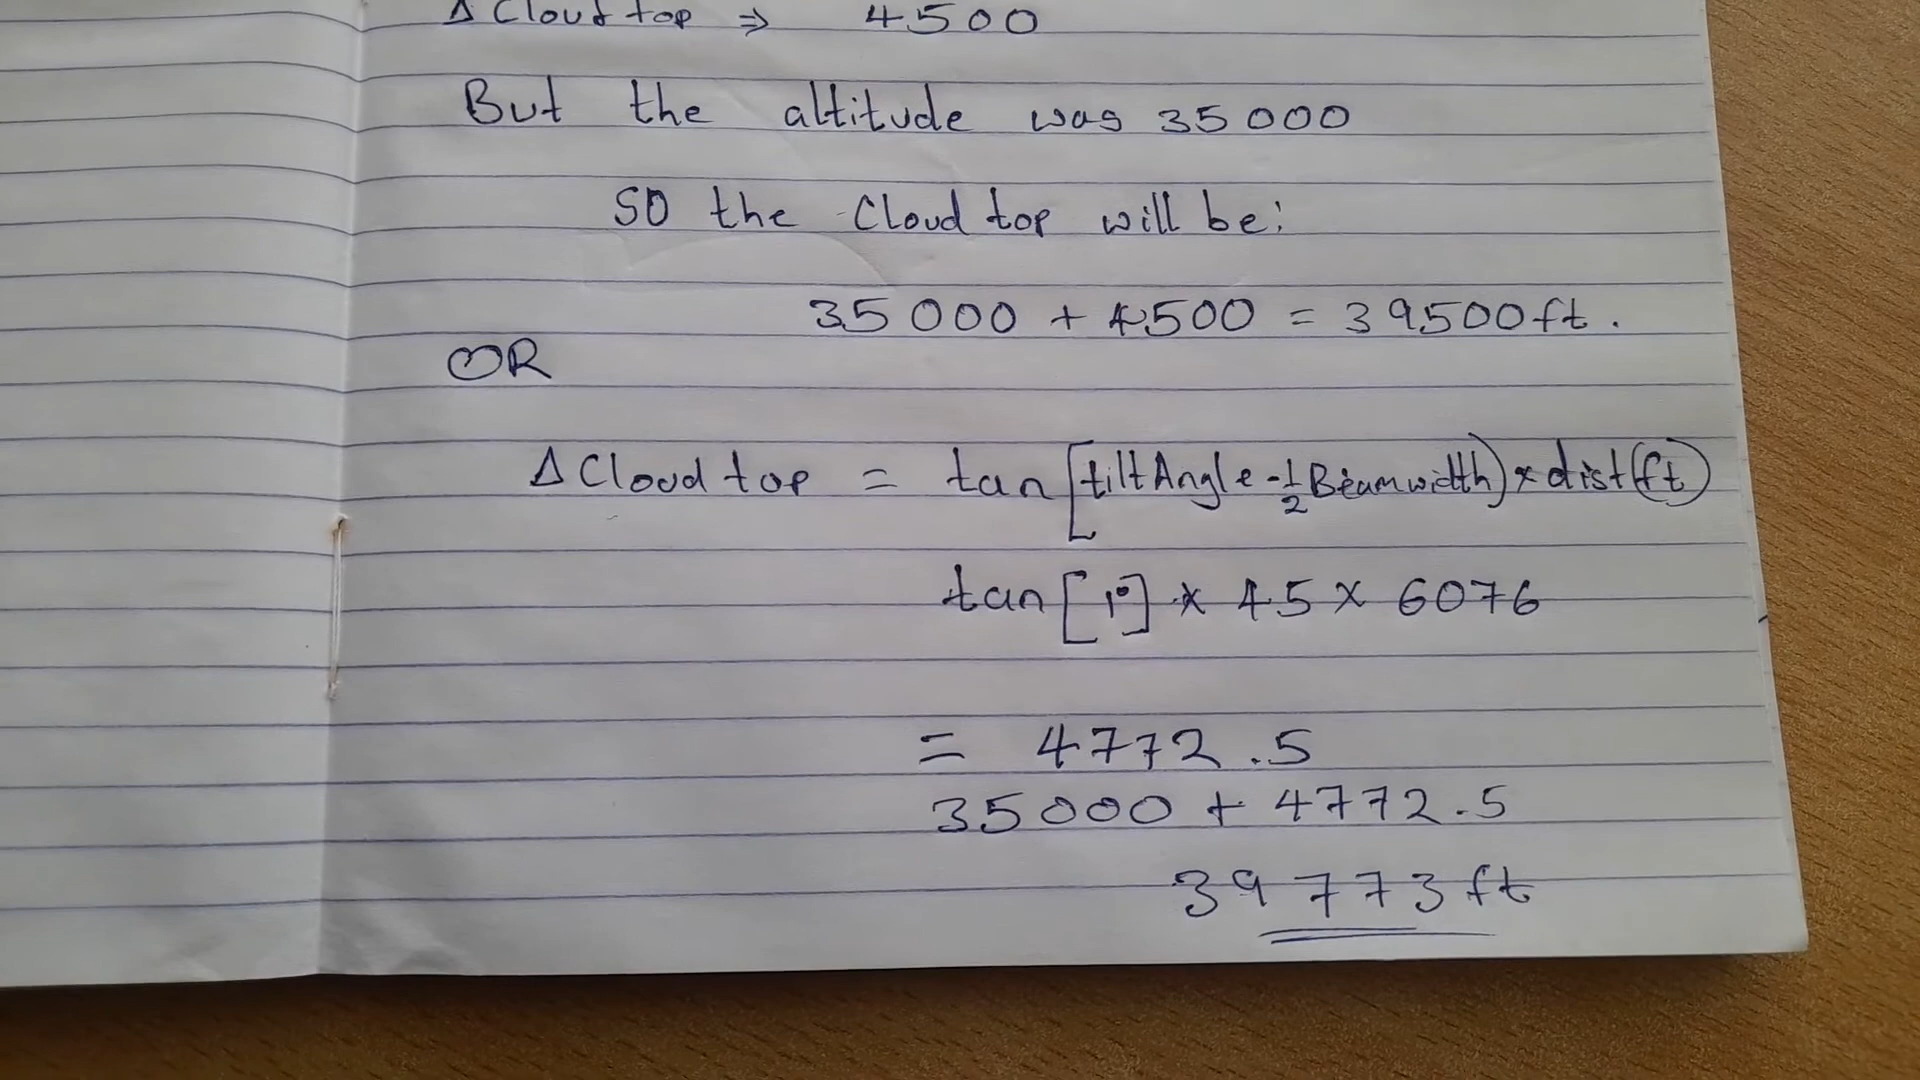 Δ Cloud top ⇒ 4500
But the altitude was 35000
SO the Cloud top will be:
35000 + 4500 = 39500ft.
OR
Δ Cloud top = tan [tilt Angle - 1/2 Beamwidth) × dist(ft)
tan [1°] × 45 × 6076
= 4772.5
35000 + 4772.5
39773 ft